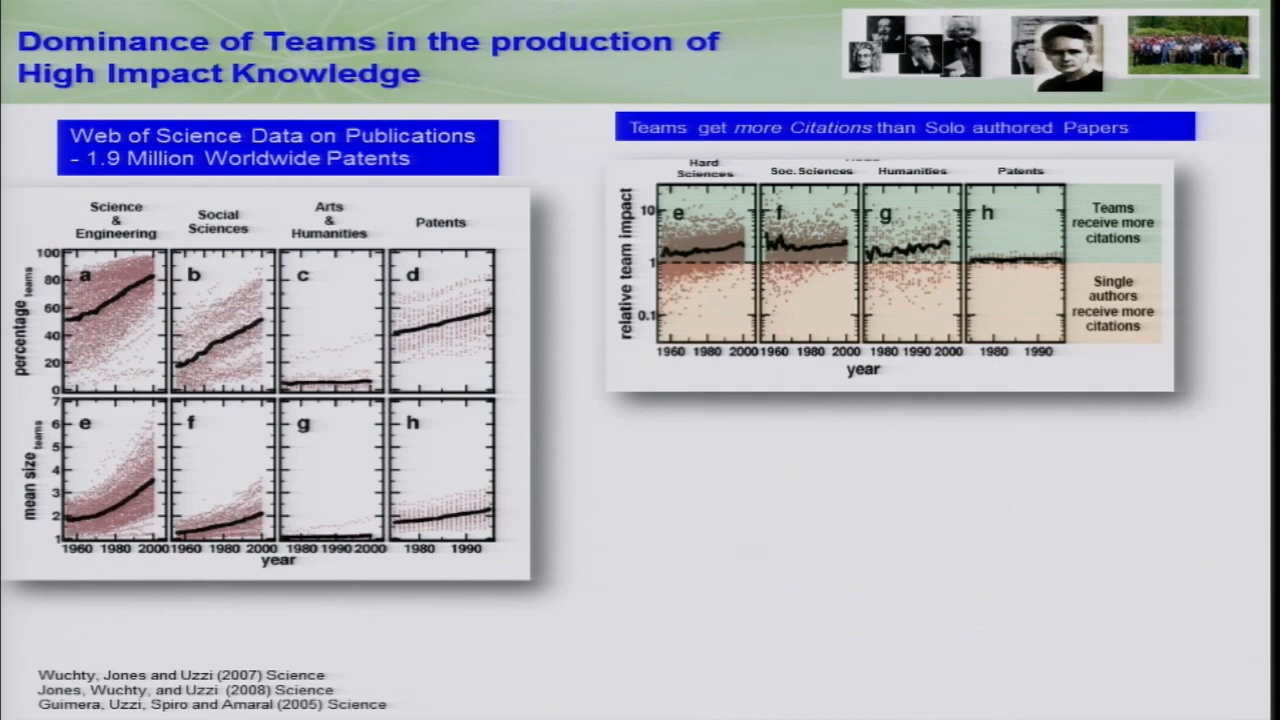 Dominance of Teams in the production of
High Impact Knowledge
Web of Science Data on Publications
- 1.9 Million Worldwide Patents
Teams get more Citations than Solo authored Papers
Science & Engineering
Social Sciences
Arts & Humanities
Patents
percentage teams
100
80
60
40
20
0
a
b
c
d
mean size teams
7
6
5
4
3
2
1
e
f
g
h
1960 1980 2000
1960 1980 2000
1980 1990 2000
1980 1990
year
Hard Sciences
Soc. Sciences
Humanities
Patents
relative team impact
10
1
0.1
e
f
g
h
Teams
receive more
citations
Single
authors
receive more
citations
1960 1980 2000
1960 1980 2000
1980 1990 2000
1980 1990
year
Wuchty, Jones and Uzzi (2007) Science
Jones, Wuchty, and Uzzi (2008) Science
Guimera, Uzzi, Spiro and Amaral (2005) Science